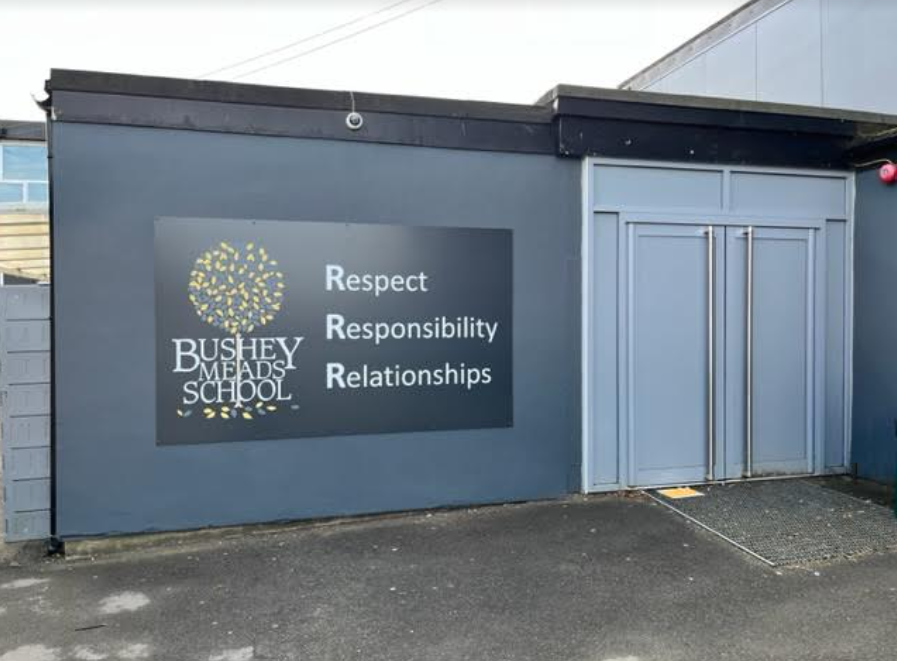 BUSHEY
MEADS
SCHOOL
Respect
Responsibility
Relationships